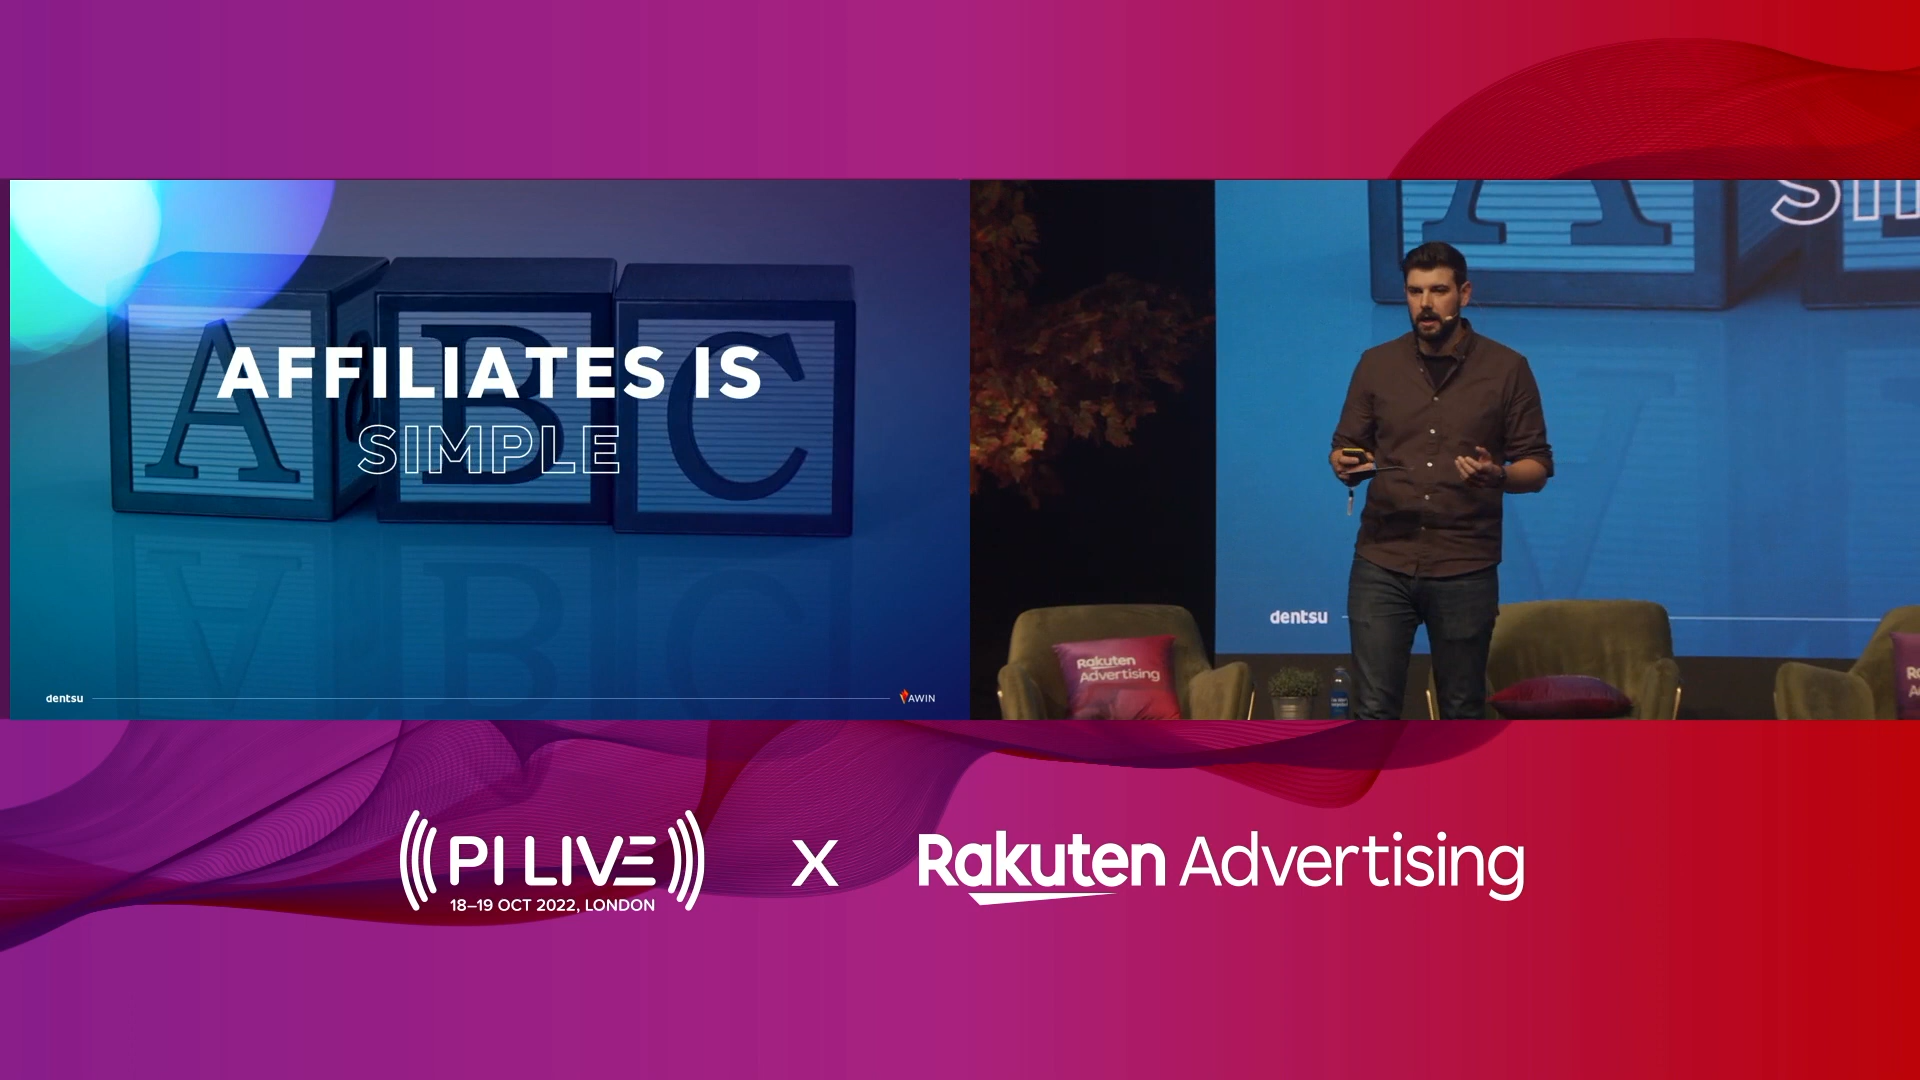 A B C
AFFILIATES IS
SIMPLE
dentsu
AWIN
A
dentsu
Rakuten
Advertising
PI LIVE
18–19 OCT 2022, LONDON
X
Rakuten Advertising